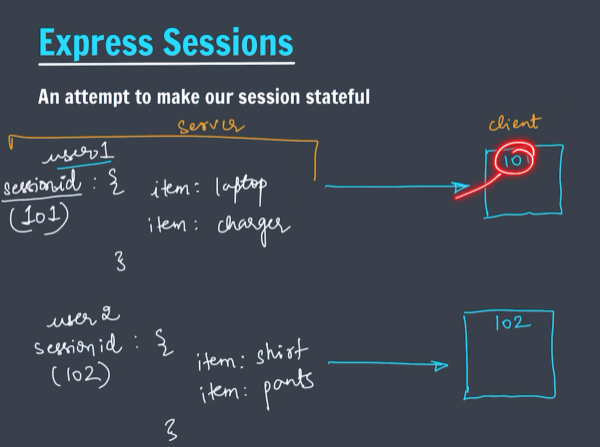 Express Sessions
An attempt to make our session stateful
server
client
user1
sessionid : { item: laptop
(101) item: charger
}
101
user 2
sessionid : {
(102) item: shirt
item: pants
}
102